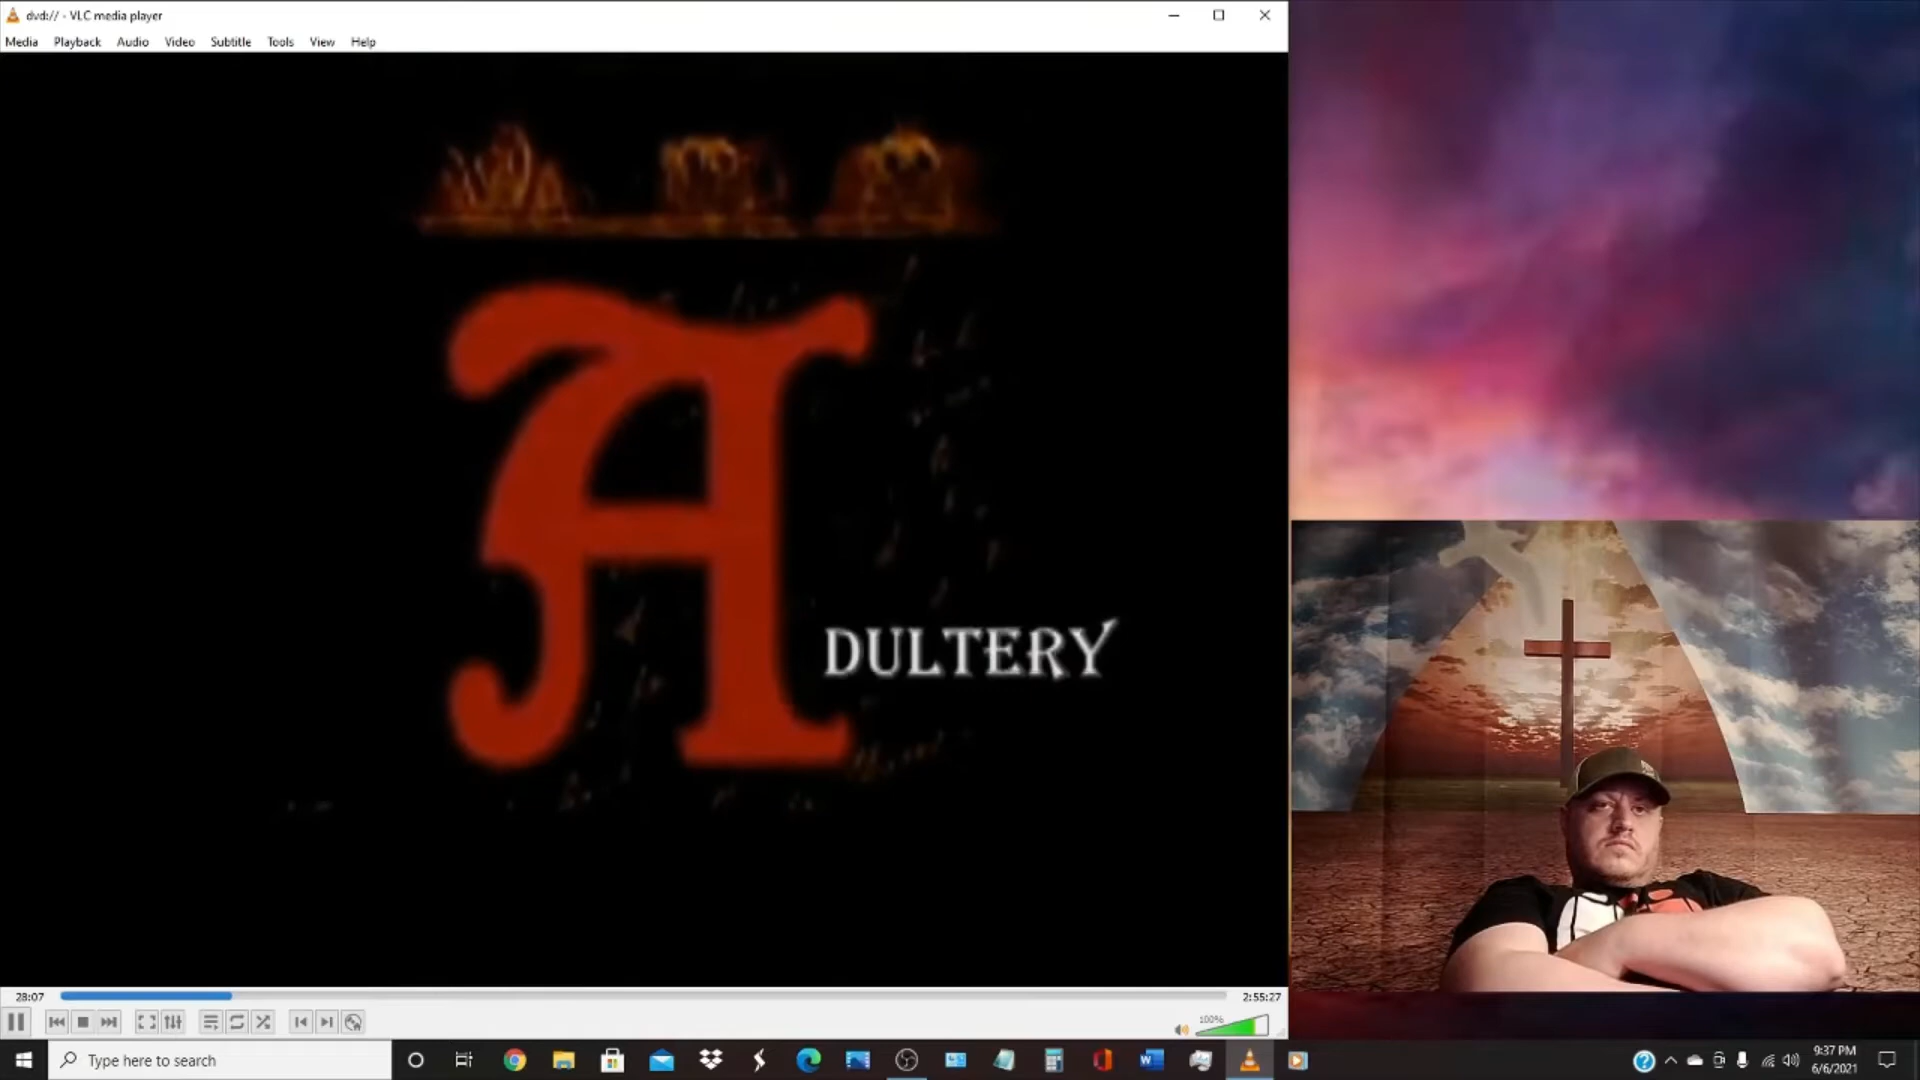 dvd:// - VLC media player
Media Playback Audio Video Subtitle Tools View Help
A
DULTERY
28:07
2:55:27
100%
Type here to search
9:37 PM
6/6/2021